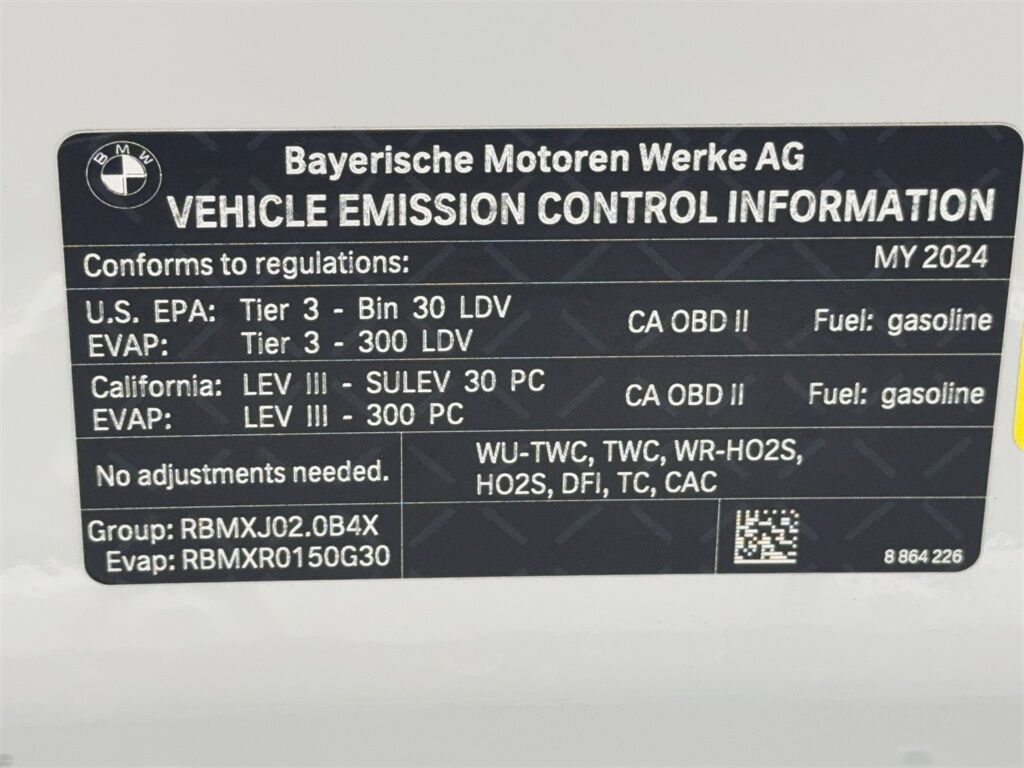 BMW
Bayerische Motoren Werke AG
VEHICLE EMISSION CONTROL INFORMATION
Conforms to regulations: MY 2024
U.S. EPA: Tier 3 - Bin 30 LDV
EVAP: Tier 3 - 300 LDV
CA OBD II Fuel: gasoline
California: LEV III - SULEV 30 PC
EVAP: LEV III - 300 PC
CA OBD II Fuel: gasoline
No adjustments needed.
WU-TWC, TWC, WR-HO2S,
HO2S, DFI, TC, CAC
Group: RBMXJ02.0B4X
Evap: RBMXR0150G30
8 864 226